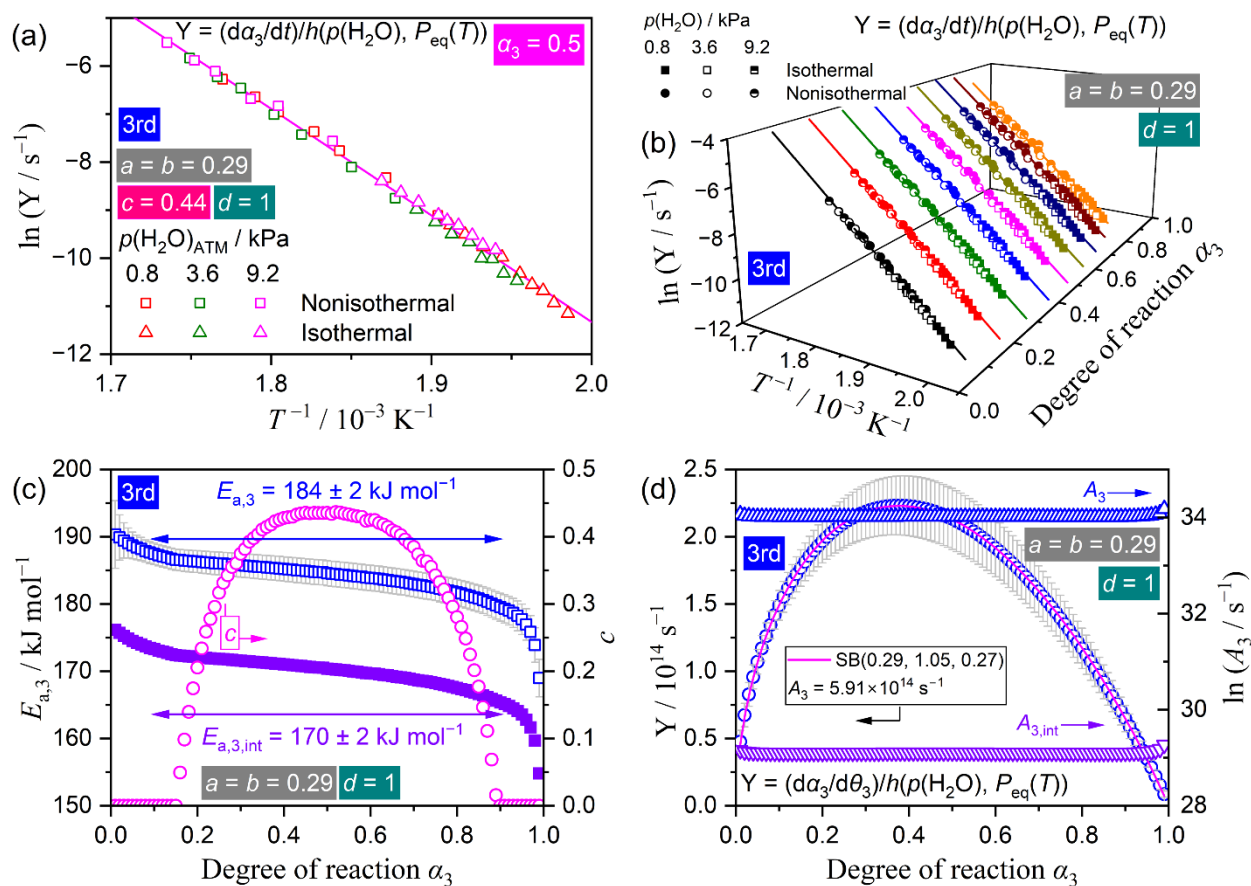 (a)
Y = (dα₃/dt)/h(p(H₂O), P_eq(T))
α₃ = 0.5
3rd
a = b = 0.29
c = 0.44 d = 1
p(H₂O)_ATM / kPa
0.8 3.6 9.2
Nonisothermal
Isothermal
ln (Y / s⁻¹)
−6
−8
−10
−12
1.7 1.8 1.9 2.0
T⁻¹ / 10⁻³ K⁻¹
p(H₂O) / kPa
0.8 3.6 9.2
Isothermal
Nonisothermal
Y = (dα₃/dt)/h(p(H₂O), P_eq(T))
a = b = 0.29
d = 1
(b)
3rd
ln (Y / s⁻¹)
−4
−6
−8
−10
−12
1.7 1.8 1.9 2.0
T⁻¹ / 10⁻³ K⁻¹
0.0 0.2 0.4 0.6 0.8 1.0
Degree of reaction α₃
(c)
3rd
E_a,3 = 184 ± 2 kJ mol⁻¹
c
E_a,3,int = 170 ± 2 kJ mol⁻¹
a = b = 0.29 d = 1
E_a,3 / kJ mol⁻¹
200
190
180
170
160
150
0.5
0.4
0.3
0.2
0.1
0.0
c
0.0 0.2 0.4 0.6 0.8 1.0
Degree of reaction α₃
(d)
3rd
A₃
a = b = 0.29
d = 1
SB(0.29, 1.05, 0.27)
A₃ = 5.91×10¹⁴ s⁻¹
A₃,int
Y = (dα₃/dθ₃)/h(p(H₂O), P_eq(T))
Y / 10¹⁴ s⁻¹
2.5
2.0
1.5
1.0
0.5
0.0
34
32
30
28
ln (A₃ / s⁻¹)
0.0 0.2 0.4 0.6 0.8 1.0
Degree of reaction α₃